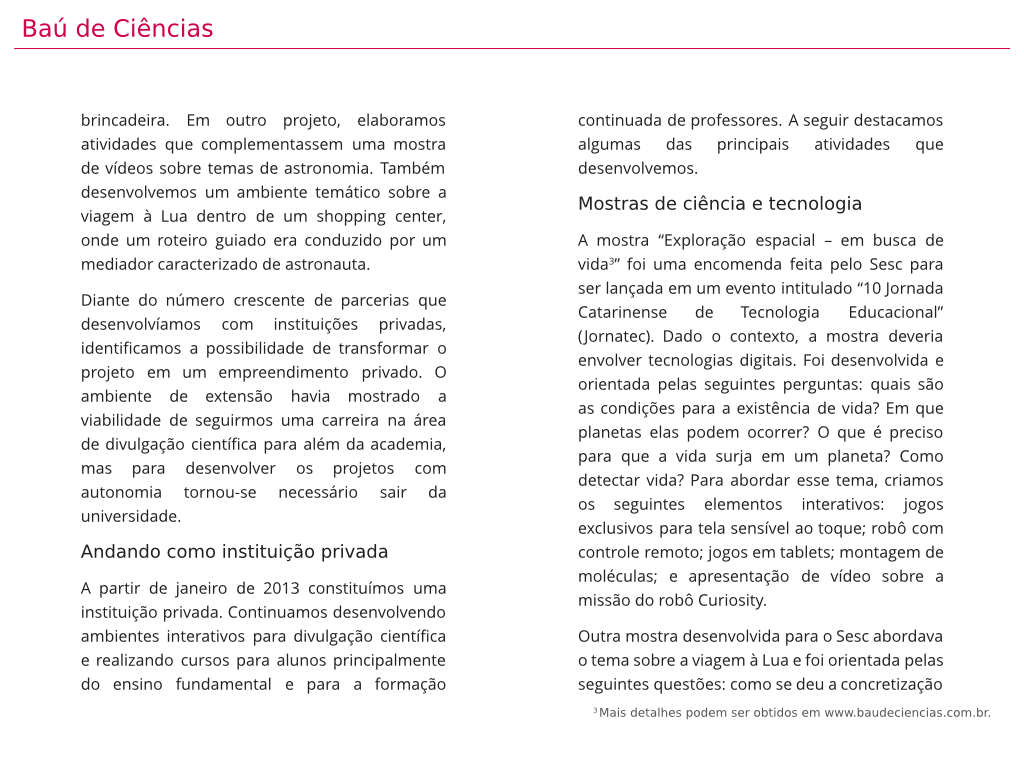 Baú de Ciências
brincadeira. Em outro projeto, elaboramos
atividades que complementassem uma mostra
de vídeos sobre temas de astronomia. Também
desenvolvemos um ambiente temático sobre a
viagem à Lua dentro de um shopping center,
onde um roteiro guiado era conduzido por um
mediador caracterizado de astronauta.
Diante do número crescente de parcerias que
desenvolvíamos com instituições privadas,
identificamos a possibilidade de transformar o
projeto em um empreendimento privado. O
ambiente de extensão havia mostrado a
viabilidade de seguirmos uma carreira na área
de divulgação científica para além da academia,
mas para desenvolver os projetos com
autonomia tornou-se necessário sair da
universidade.
Andando como instituição privada
A partir de janeiro de 2013 constituímos uma
instituição privada. Continuamos desenvolvendo
ambientes interativos para divulgação científica
e realizando cursos para alunos principalmente
do ensino fundamental e para a formação
continuada de professores. A seguir destacamos
algumas das principais atividades que
desenvolvemos.
Mostras de ciência e tecnologia
A mostra “Exploração espacial – em busca de
vida³” foi uma encomenda feita pelo Sesc para
ser lançada em um evento intitulado “10 Jornada
Catarinense de Tecnologia Educacional”
(Jornatec). Dado o contexto, a mostra deveria
envolver tecnologias digitais. Foi desenvolvida e
orientada pelas seguintes perguntas: quais são
as condições para a existência de vida? Em que
planetas elas podem ocorrer? O que é preciso
para que a vida surja em um planeta? Como
detectar vida? Para abordar esse tema, criamos
os seguintes elementos interativos: jogos
exclusivos para tela sensível ao toque; robô com
controle remoto; jogos em tablets; montagem de
moléculas; e apresentação de vídeo sobre a
missão do robô Curiosity.
Outra mostra desenvolvida para o Sesc abordava
o tema sobre a viagem à Lua e foi orientada pelas
seguintes questões: como se deu a concretização
³ Mais detalhes podem ser obtidos em www.baudeciencias.com.br.